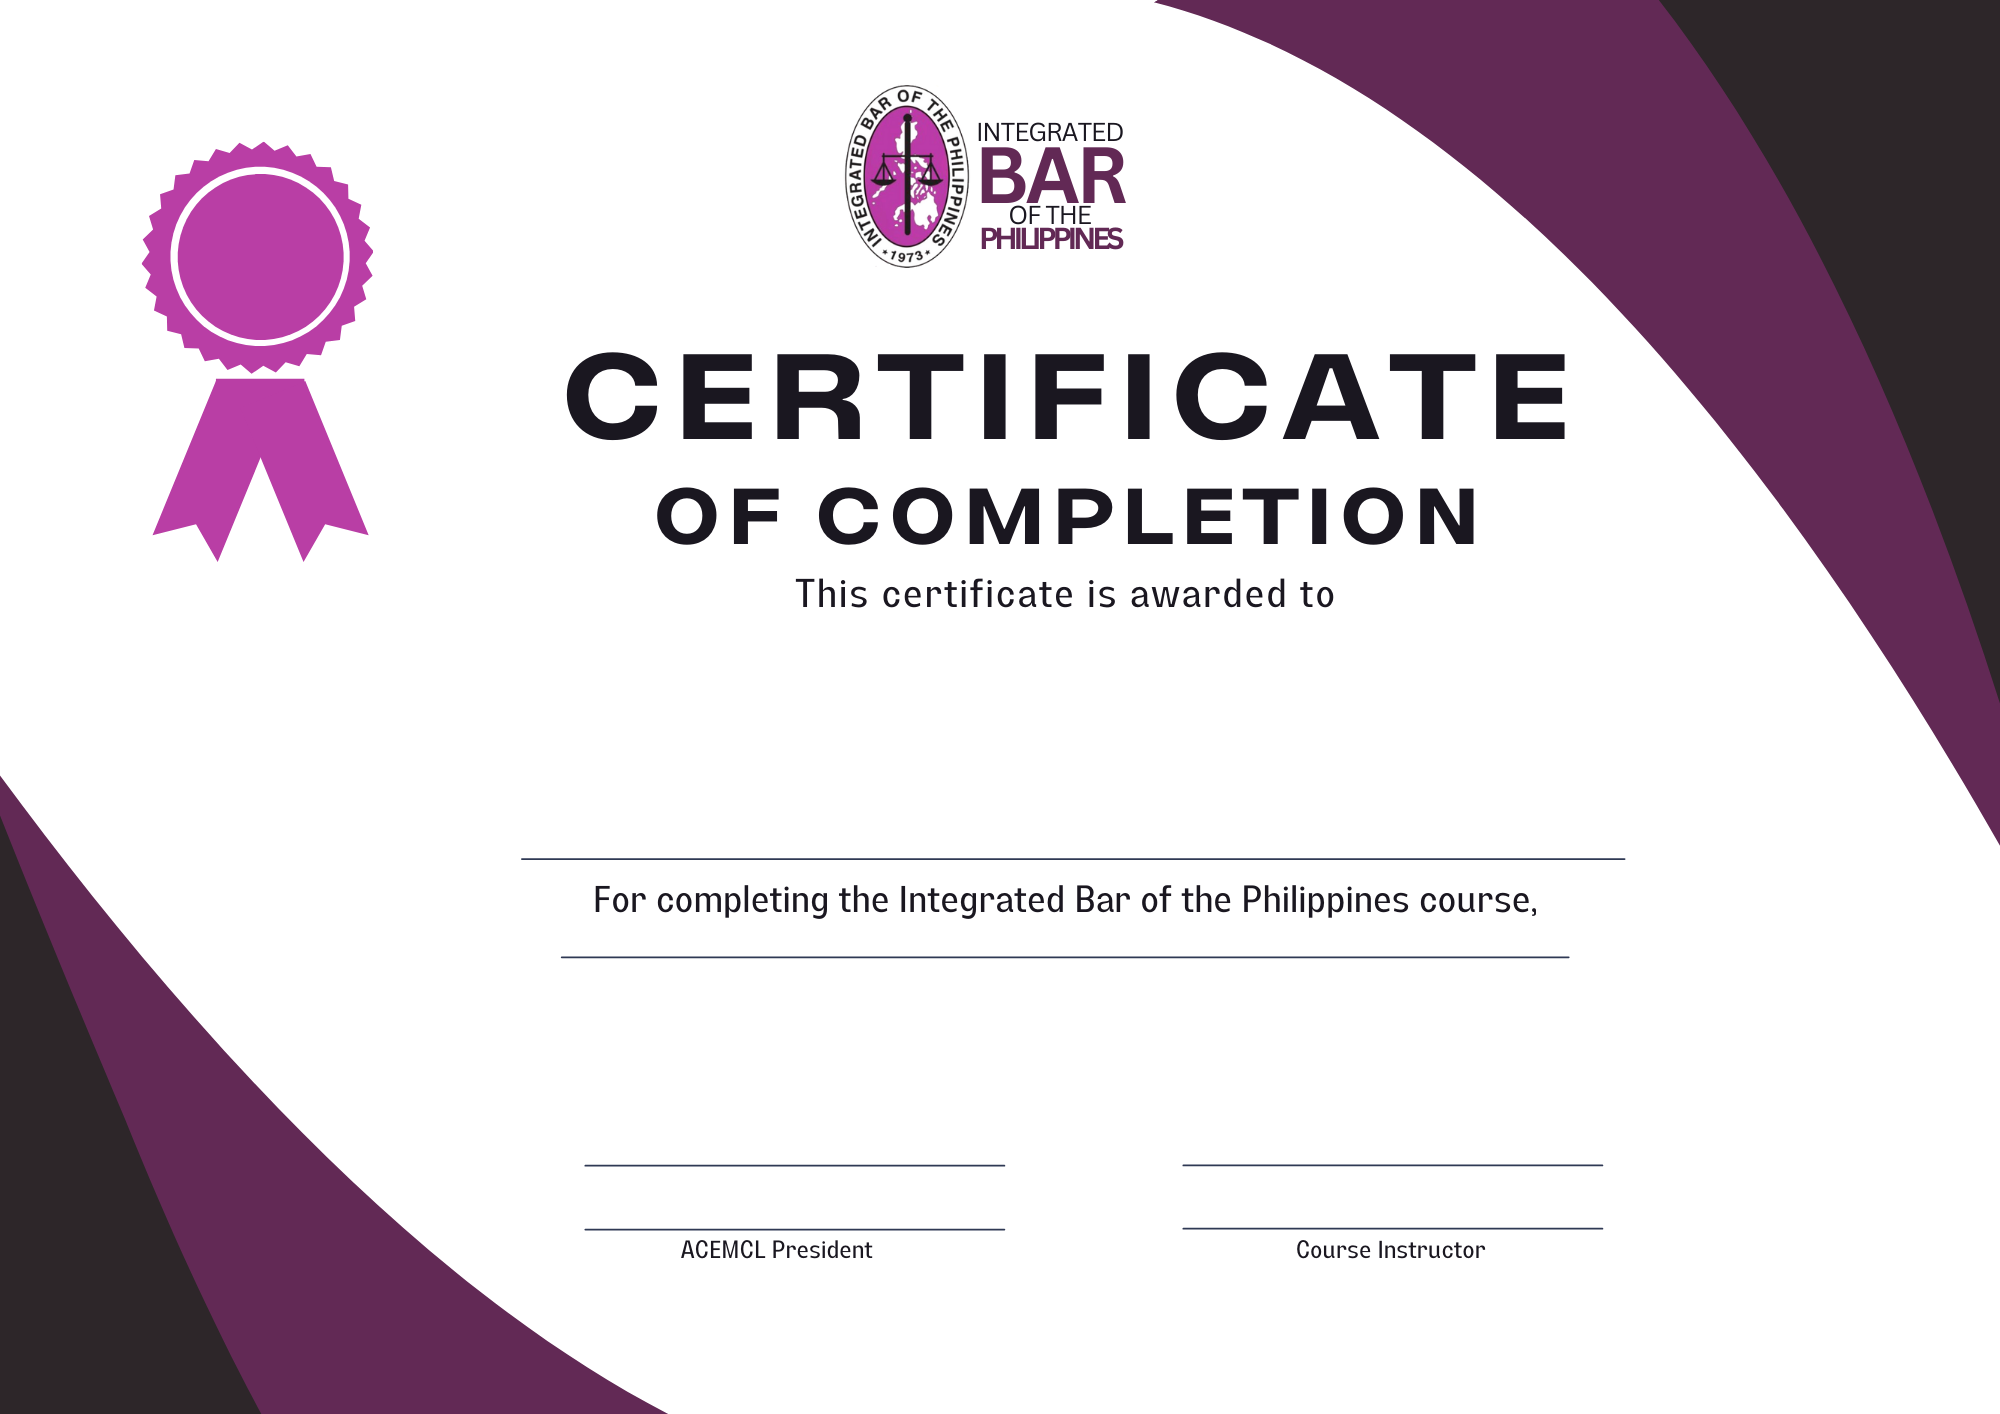 INTEGRATED BAR OF THE PHILIPPINES
1973
INTEGRATED
BAR
OF THE
PHILIPPINES
CERTIFICATE
OF COMPLETION
This certificate is awarded to
For completing the Integrated Bar of the Philippines course,
ACEMCL President
Course Instructor